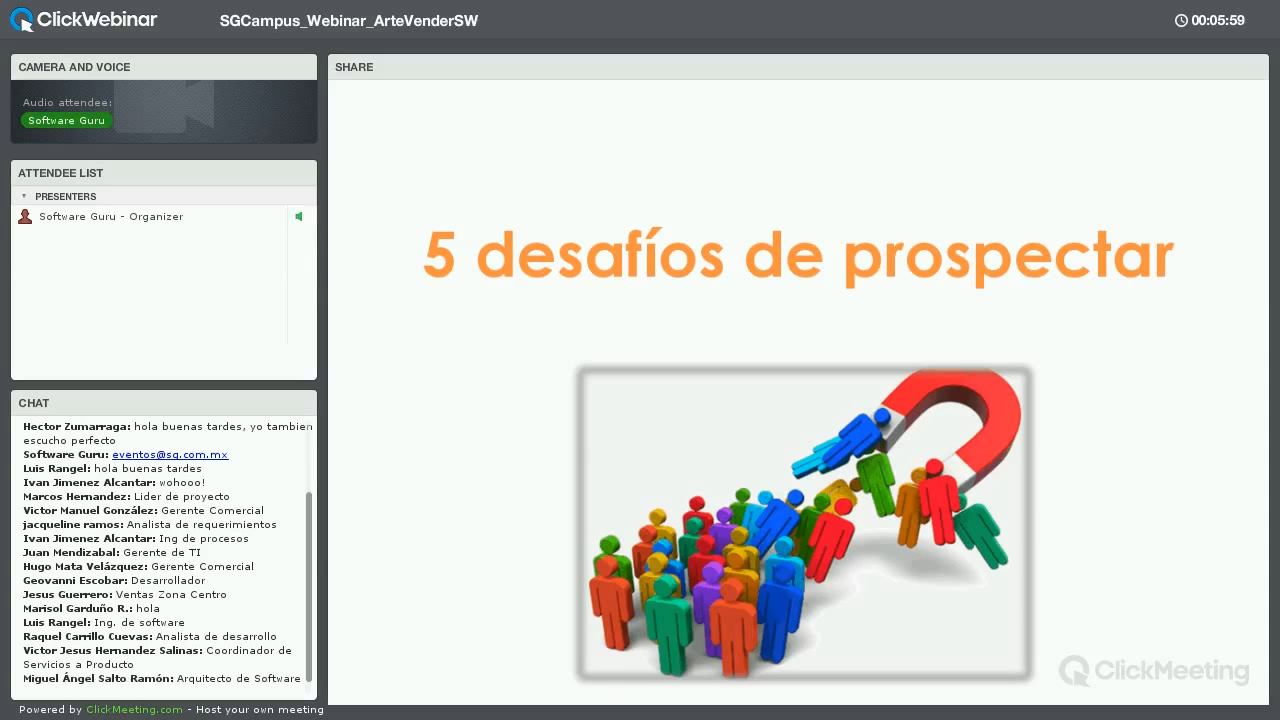 ClickWebinar
SGCampus_Webinar_ArteVenderSW
00:05:59
CAMERA AND VOICE
Audio attendee:
Software Guru
ATTENDEE LIST
PRESENTERS
Software Guru - Organizer
CHAT
Hector Zumarraga: hola buenas tardes, yo tambien
escucho perfecto
Software Guru: eventos@sg.com.mx
Luis Rangel: hola buenas tardes
Ivan Jimenez Alcantar: wohooo!
Marcos Hernandez: Lider de proyecto
Victor Manuel González: Gerente Comercial
jacqueline ramos: Analista de requerimientos
Ivan Jimenez Alcantar: Ing de procesos
Juan Mendizabal: Gerente de TI
Hugo Mata Velázquez: Gerente Comercial
Geovanni Escobar: Desarrollador
Jesus Guerrero: Ventas Zona Centro
Marisol Garduño R.: hola
Luis Rangel: Ing. de software
Raquel Carrillo Cuevas: Analista de desarrollo
Victor Jesus Hernandez Salinas: Coordinador de
Servicios a Producto
Miguel Ángel Salto Ramón: Arquitecto de Software
Powered by ClickMeeting.com - Host your own meeting
SHARE
5 desafíos de prospectar
ClickMeeting